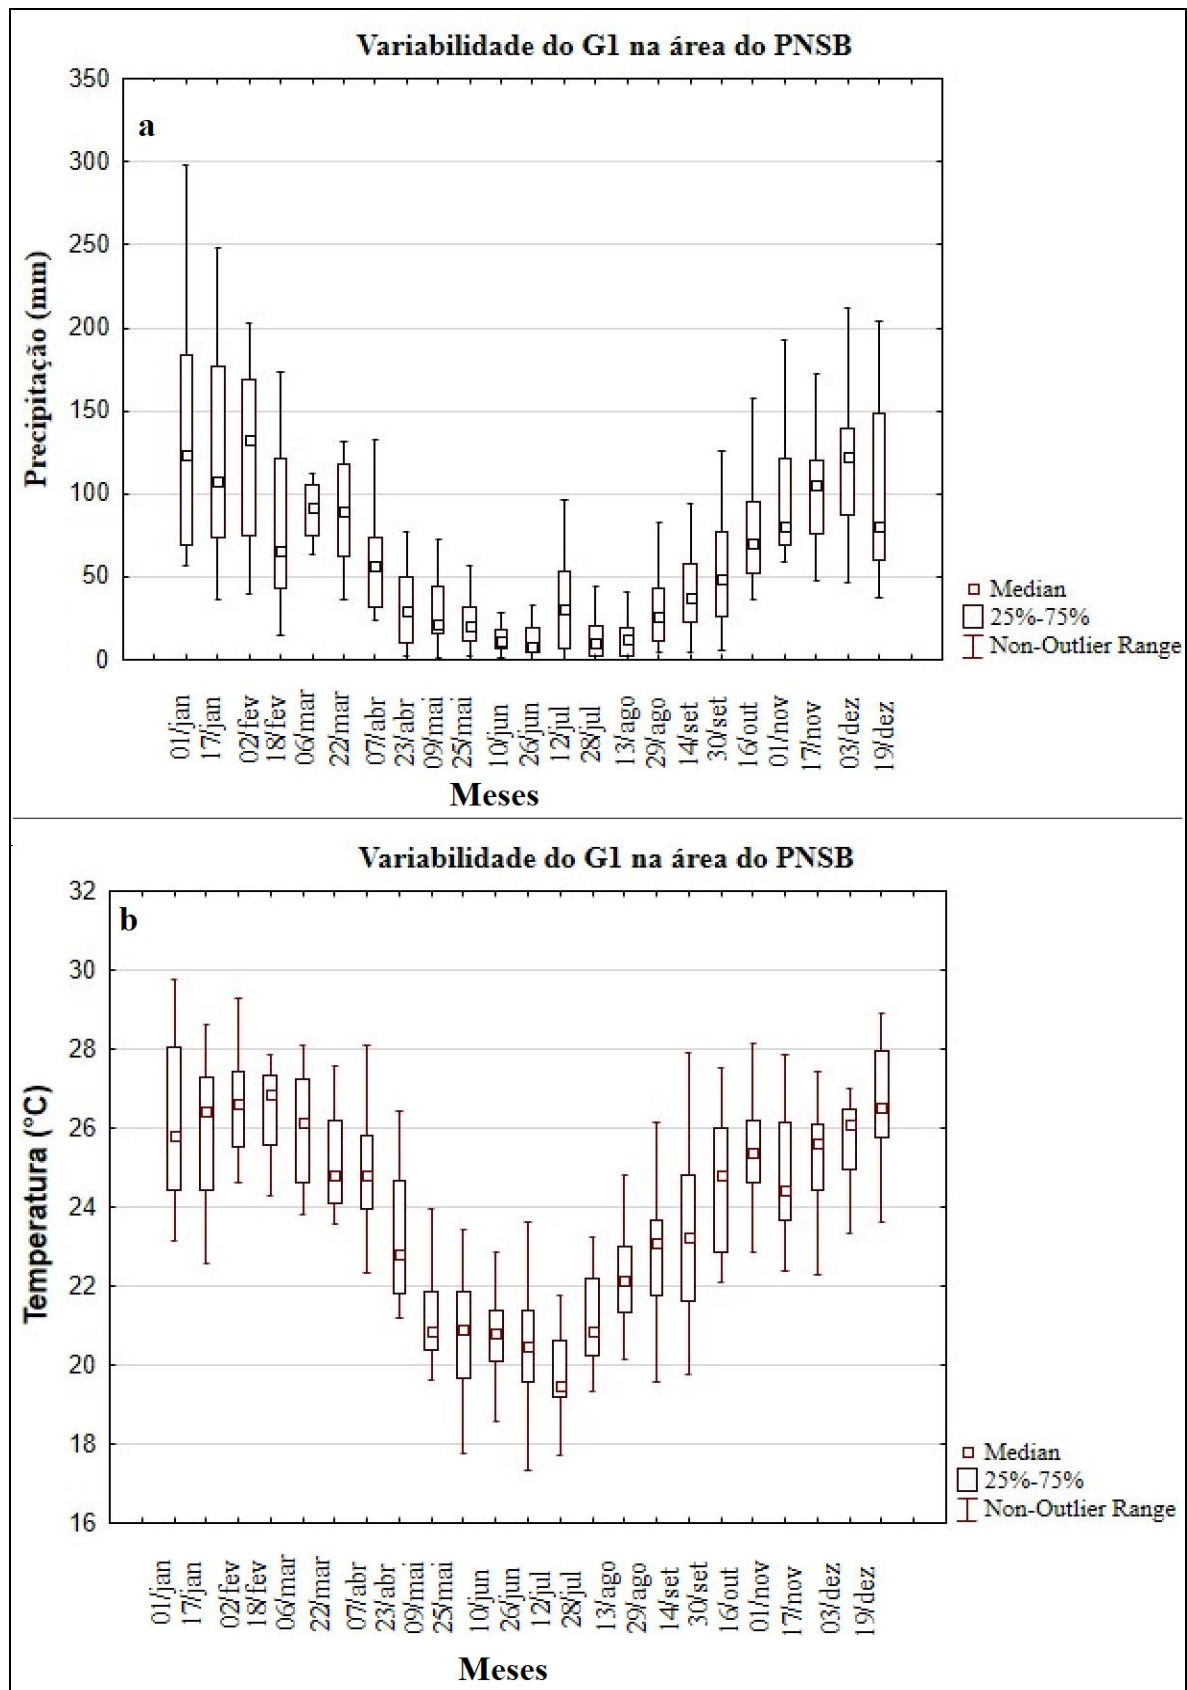 Variabilidade do G1 na área do PNSB
a
Precipitação (mm)
350
300
250
200
150
100
50
0
01/jan
17/jan
02/fev
18/fev
06/mar
22/mar
07/abr
23/abr
09/mai
25/mai
10/jun
26/jun
12/jul
28/jul
13/ago
29/ago
14/set
30/set
16/out
01/nov
17/nov
03/dez
19/dez
Meses
Median
25%-75%
Non-Outlier Range
Variabilidade do G1 na área do PNSB
b
Temperatura (°C)
32
30
28
26
24
22
20
18
16
01/jan
17/jan
02/fev
18/fev
06/mar
22/mar
07/abr
23/abr
09/mai
25/mai
10/jun
26/jun
12/jul
28/jul
13/ago
29/ago
14/set
30/set
16/out
01/nov
17/nov
03/dez
19/dez
Meses
Median
25%-75%
Non-Outlier Range